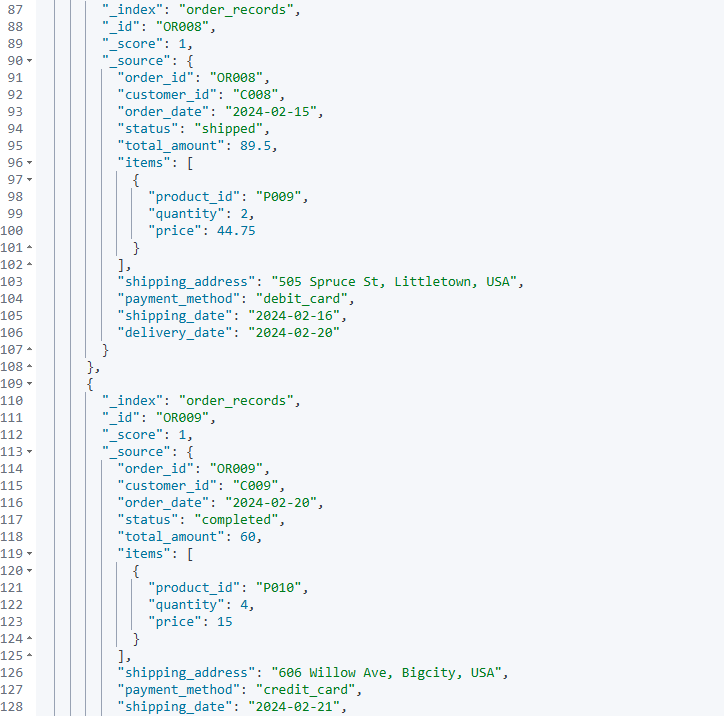 87 "_index": "order_records",
88 "_id": "OR008",
89 "_score": 1,
90 "_source": {
91 "order_id": "OR008",
92 "customer_id": "C008",
93 "order_date": "2024-02-15",
94 "status": "shipped",
95 "total_amount": 89.5,
96 "items": [
97 {
98 "product_id": "P009",
99 "quantity": 2,
100 "price": 44.75
101 }
102 ],
103 "shipping_address": "505 Spruce St, Littletown, USA",
104 "payment_method": "debit_card",
105 "shipping_date": "2024-02-16",
106 "delivery_date": "2024-02-20"
107 }
108 },
109 {
110 "_index": "order_records",
111 "_id": "OR009",
112 "_score": 1,
113 "_source": {
114 "order_id": "OR009",
115 "customer_id": "C009",
116 "order_date": "2024-02-20",
117 "status": "completed",
118 "total_amount": 60,
119 "items": [
120 {
121 "product_id": "P010",
122 "quantity": 4,
123 "price": 15
124 }
125 ],
126 "shipping_address": "606 Willow Ave, Bigcity, USA",
127 "payment_method": "credit_card",
128 "shipping_date": "2024-02-21",